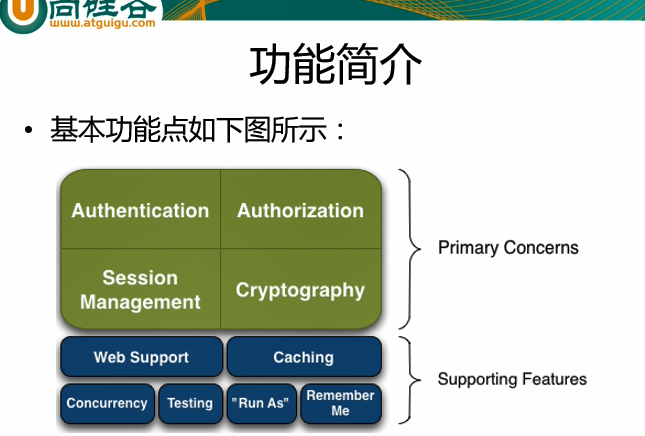 尚硅谷
www.atguigu.com
功能简介
• 基本功能点如下图所示：
Authentication
Authorization
Session
Management
Cryptography
Primary Concerns
Web Support
Caching
Concurrency
Testing
"Run As"
Remember
Me
Supporting Features